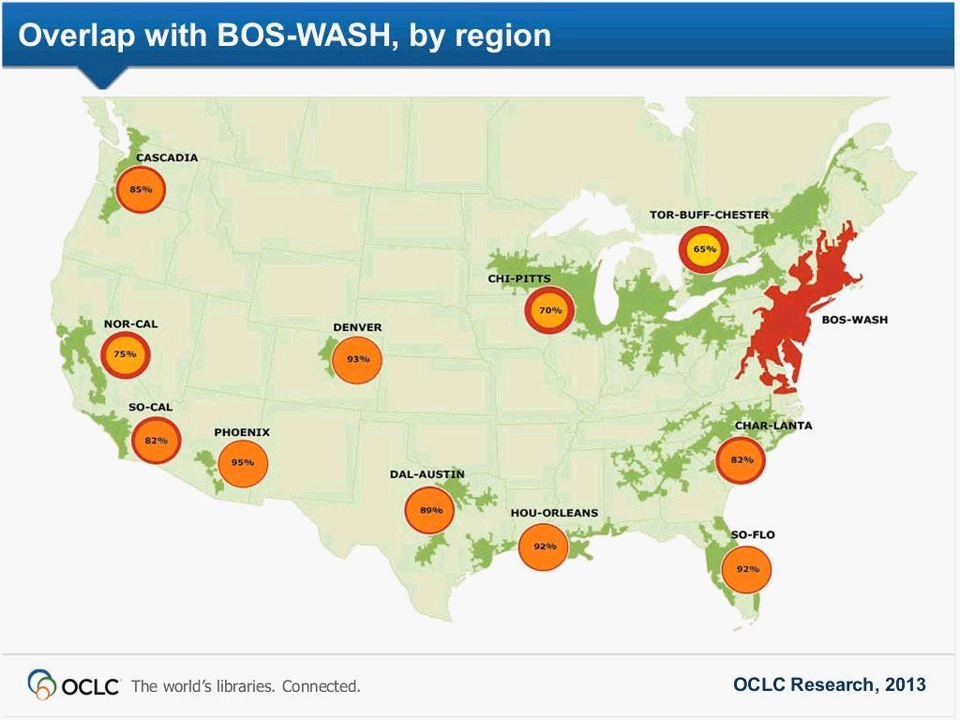 Overlap with BOS-WASH, by region
CASCADIA
85%
TOR-BUFF-CHESTER
65%
CHI-PITTS
70%
BOS-WASH
NOR-CAL
75%
DENVER
93%
SO-CAL
82%
PHOENIX
95%
CHAR-LANTA
82%
DAL-AUSTIN
89%
HOU-ORLEANS
92%
SO-FLO
92%
OCLC The world’s libraries. Connected.
OCLC Research, 2013